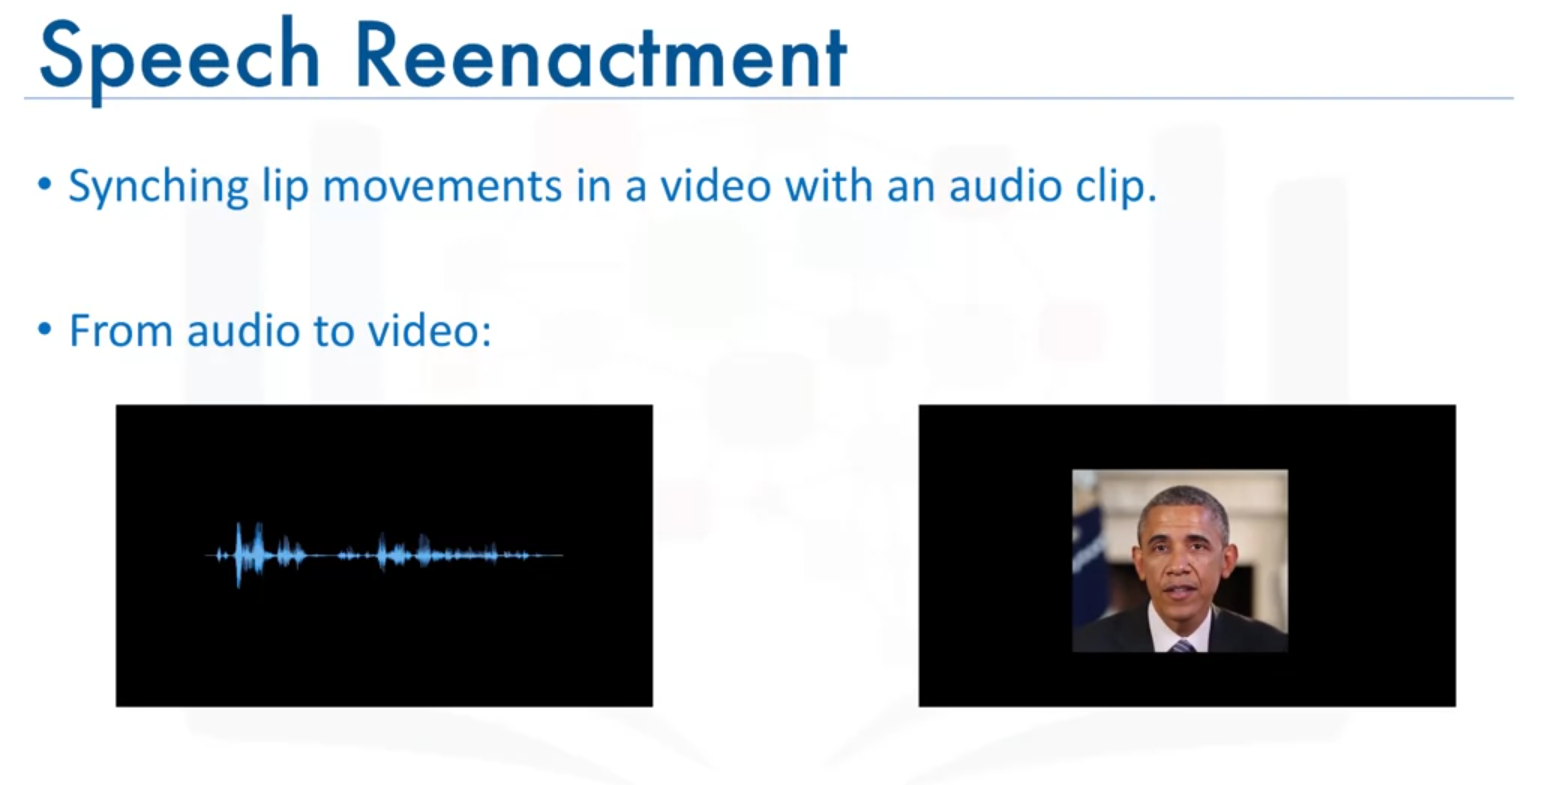 Speech Reenactment
• Synching lip movements in a video with an audio clip.
• From audio to video: